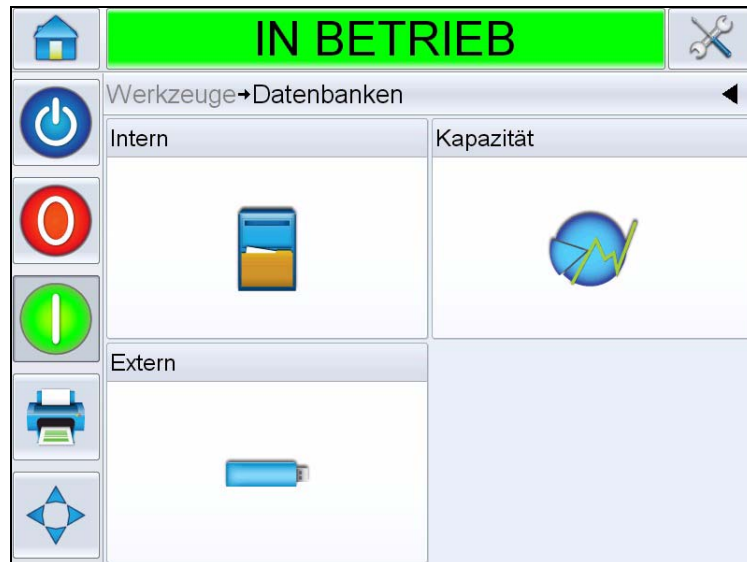 IN BETRIEB
Werkzeuge→Datenbanken
Intern
Kapazität
Extern